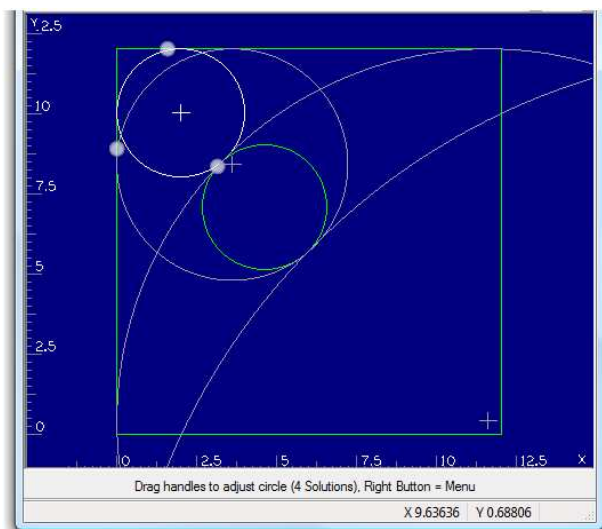 Y 12.5
10
7.5
5
2.5
0
0 2.5 5 7.5 10 12.5 X
Drag handles to adjust circle (4 Solutions), Right Button = Menu
X 9.63636 Y 0.68806